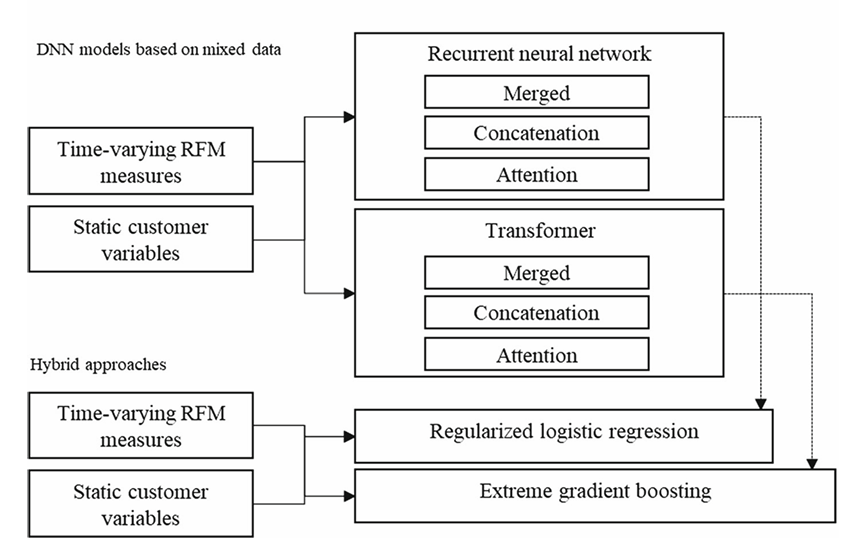 DNN models based on mixed data
Time-varying RFM
measures
Static customer
variables
Recurrent neural network
Merged
Concatenation
Attention
Transformer
Merged
Concatenation
Attention
Hybrid approaches
Time-varying RFM
measures
Static customer
variables
Regularized logistic regression
Extreme gradient boosting